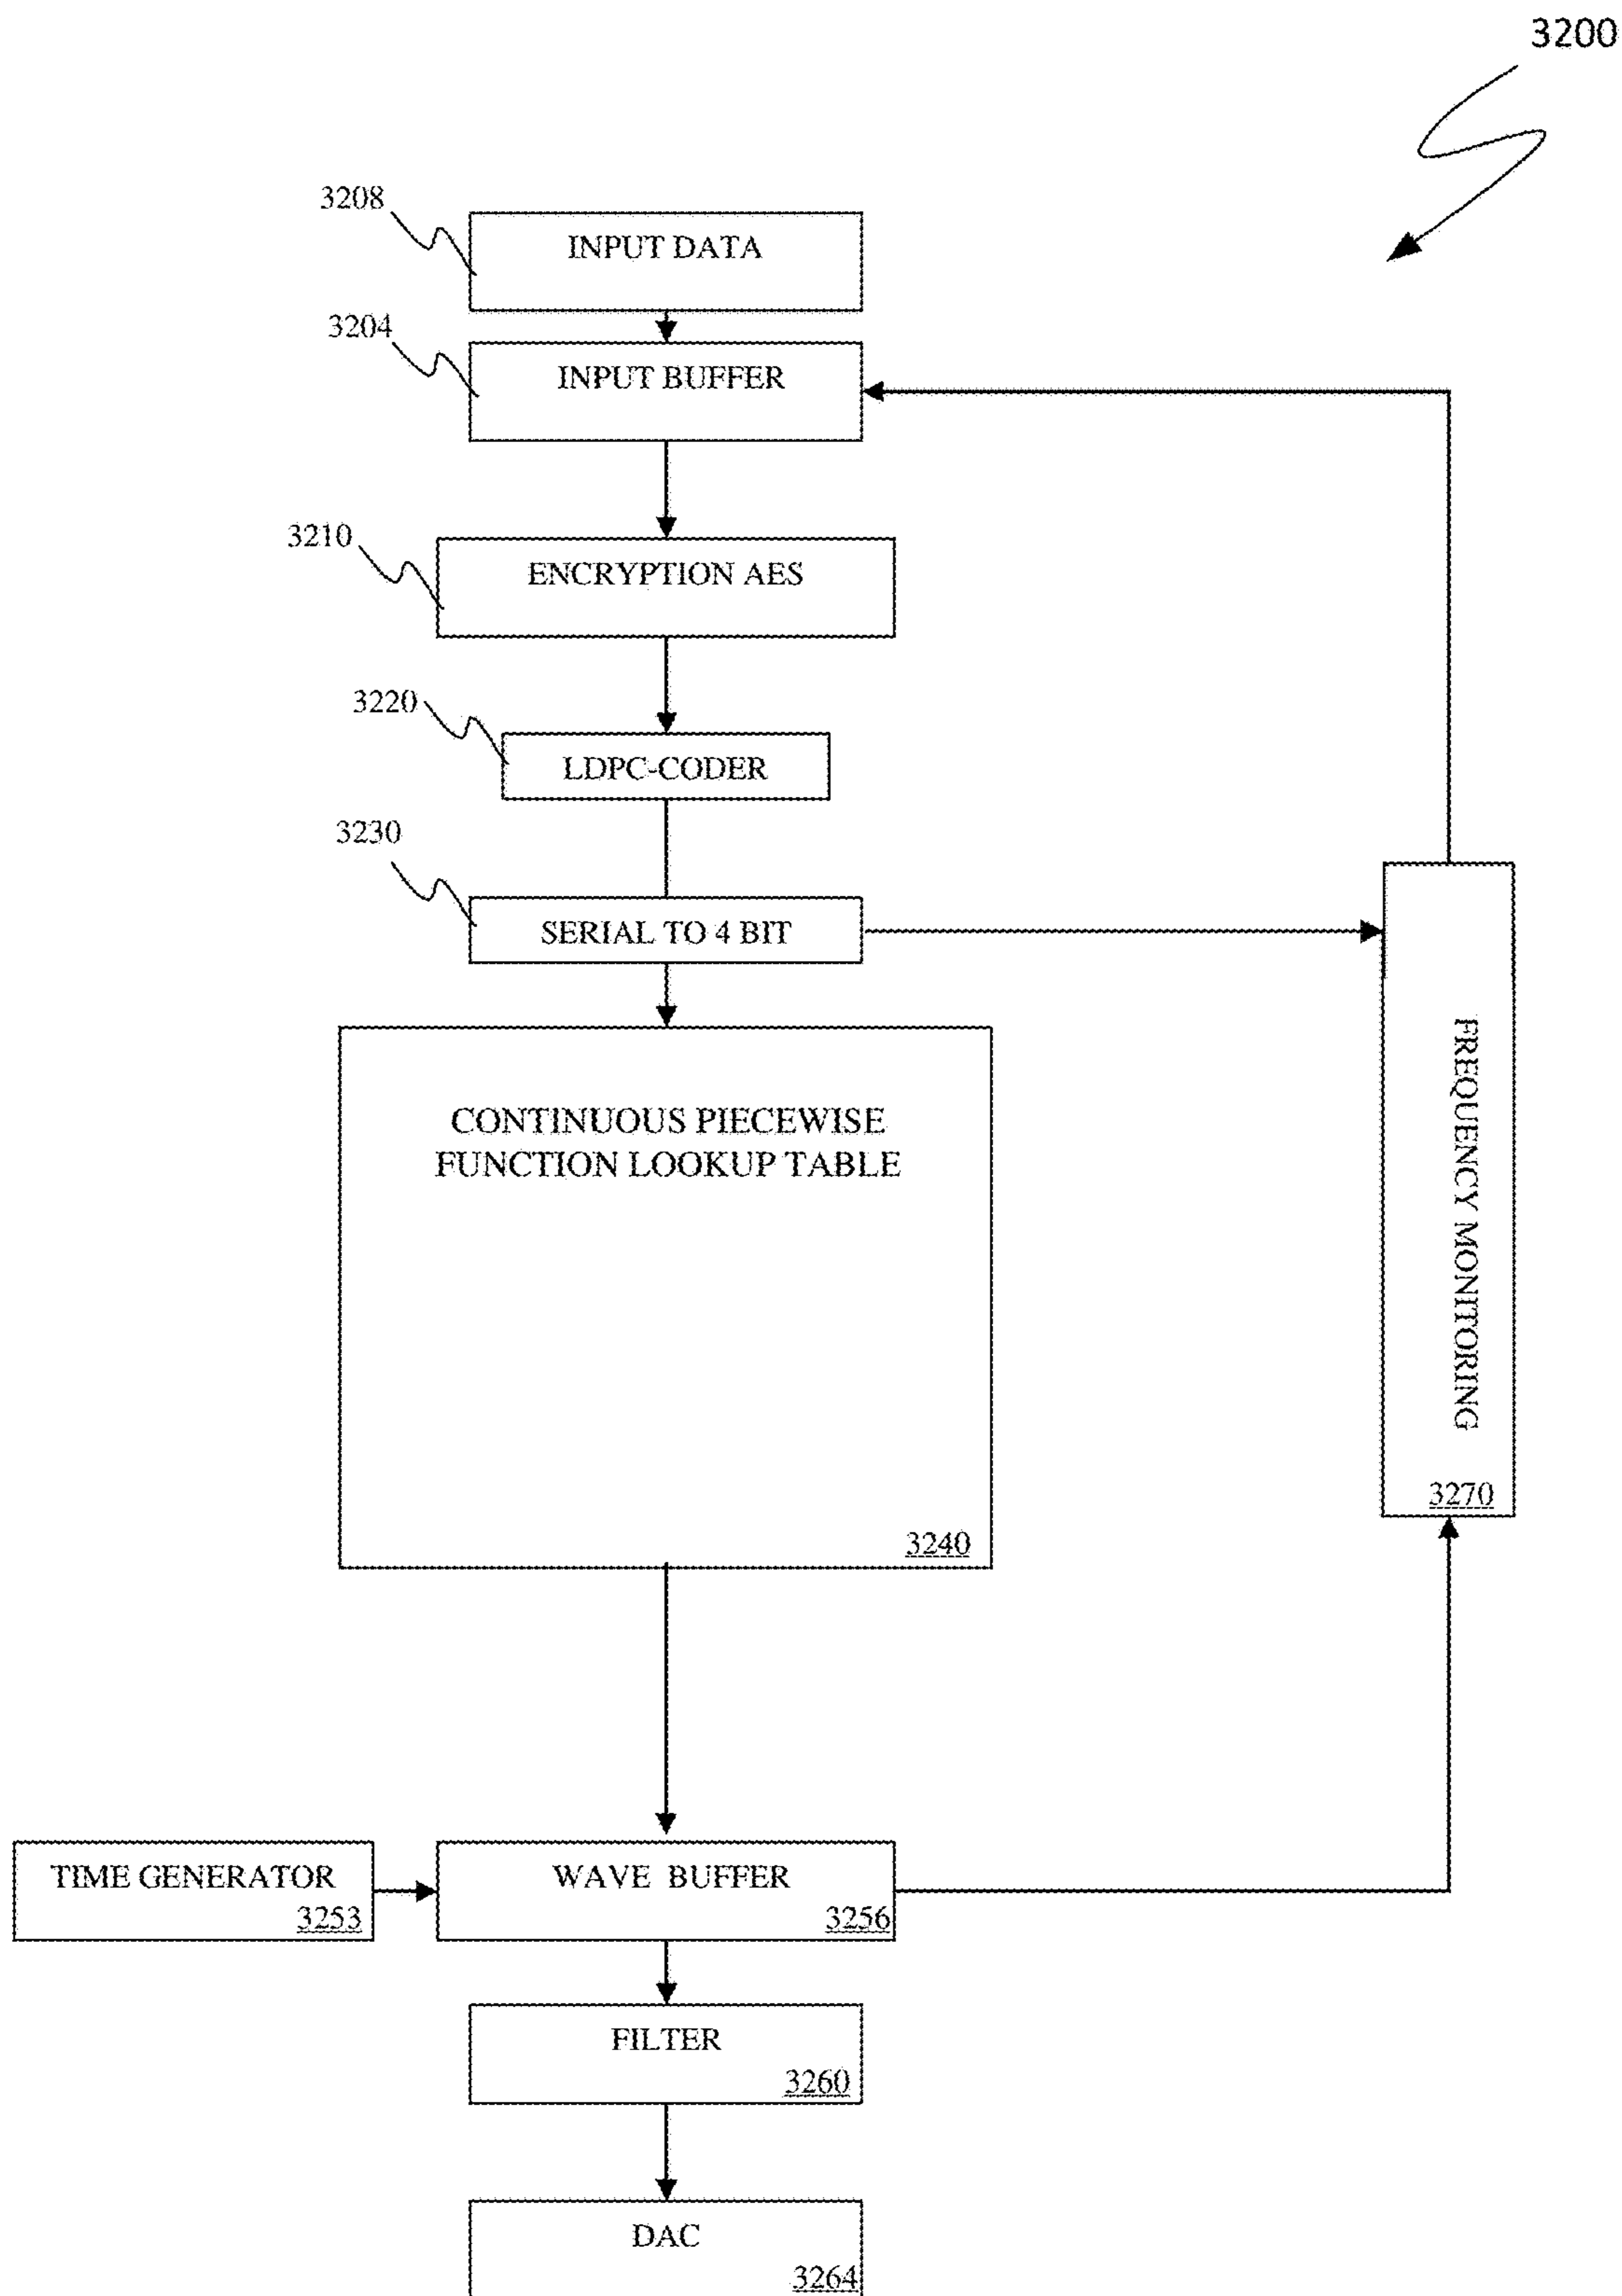 3200
3208
INPUT DATA
3204
INPUT BUFFER
3210
ENCRYPTION AES
3220
LDPC-CODER
3230
SERIAL TO 4 BIT
CONTINUOUS PIECEWISE
FUNCTION LOOKUP TABLE
3240
FREQUENCY MONITORING
3270
TIME GENERATOR
3253
WAVE BUFFER
3256
FILTER
3260
DAC
3264